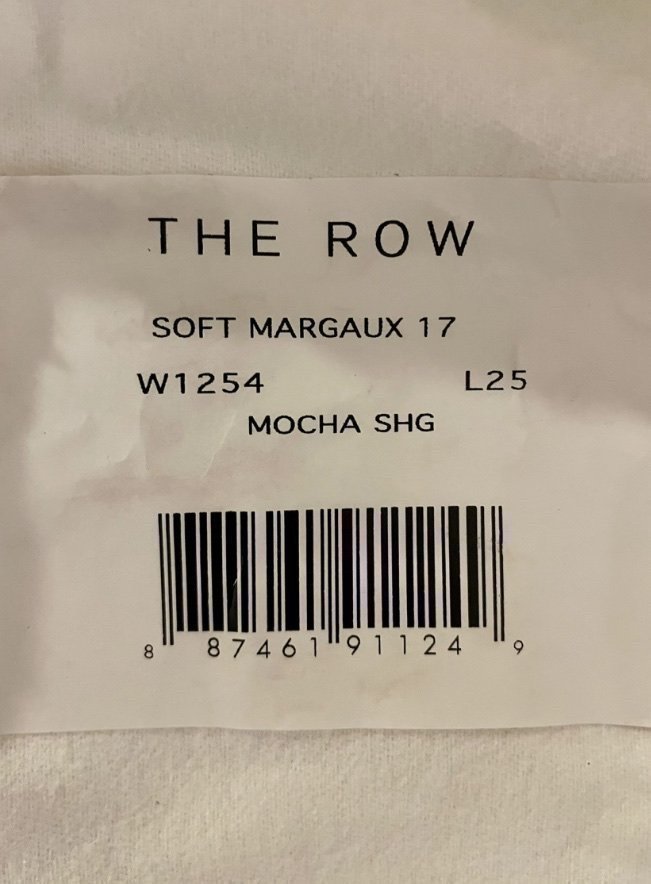 THE ROW
SOFT MARGAUX 17
W1254 L25
MOCHA SHG
8 87461 91124 9